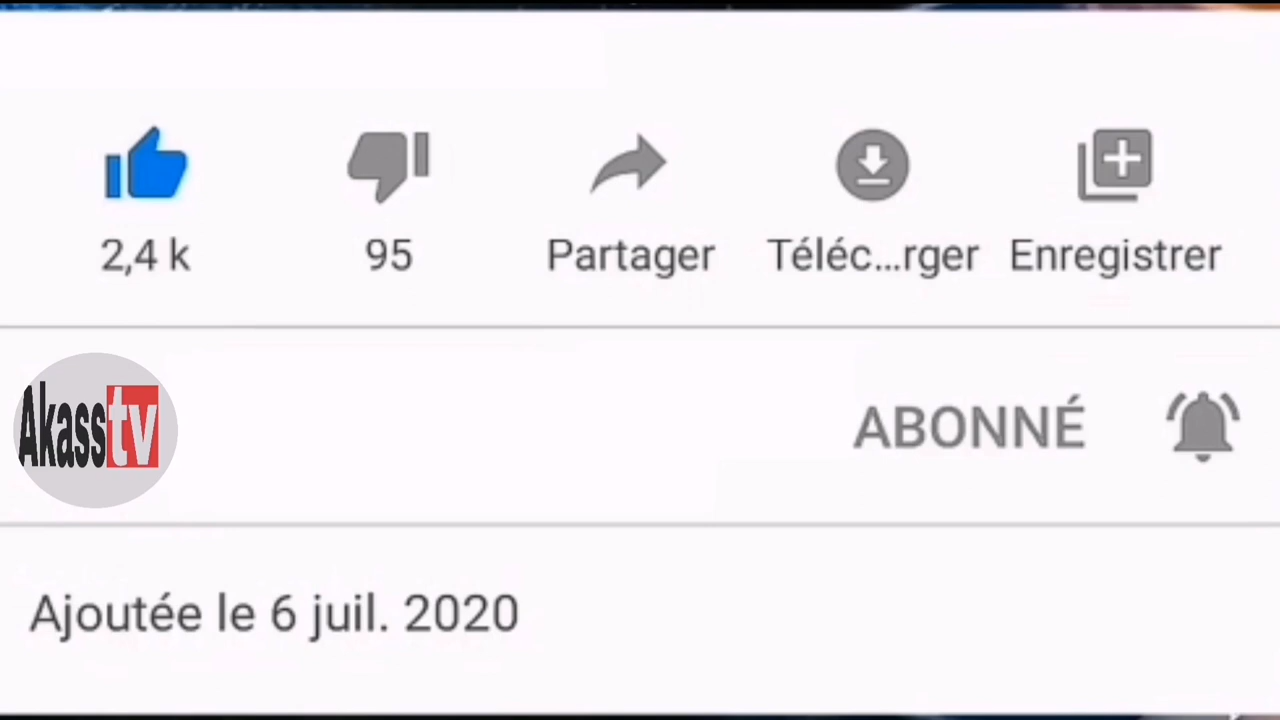 2,4 k
95
Partager
Téléc...rger
Enregistrer
Akasstv
ABONNÉ
Ajoutée le 6 juil. 2020